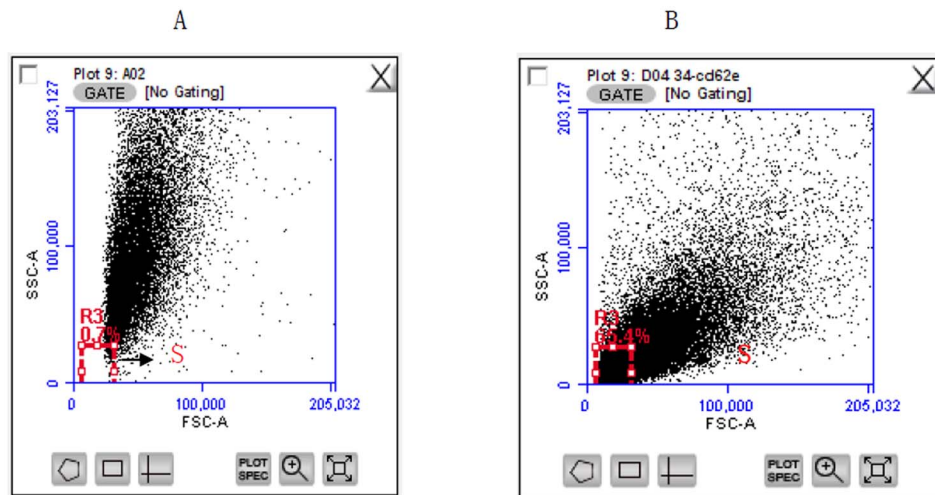 A
B
Plot 9: A02
GATE [No Gating]
203,127
100,000
0
SSC-A
R3
0.7%
S
0
100,000
205,032
FSC-A
PLOT
SPEC
Plot 9: D04 34-cd62e
GATE [No Gating]
203,127
100,000
0
SSC-A
R3
S
0
100,000
205,032
FSC-A
PLOT
SPEC